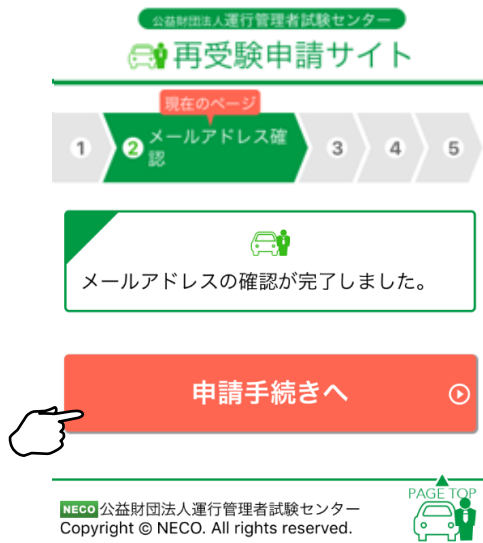 公益財団法人運行管理者試験センター
再受験申請サイト
現在のページ
1
2 メールアドレス確
認
3
4
5
メールアドレスの確認が完了しました。
申請手続きへ
PAGE TOP
NECO 公益財団法人運行管理者試験センター
Copyright © NECO. All rights reserved.